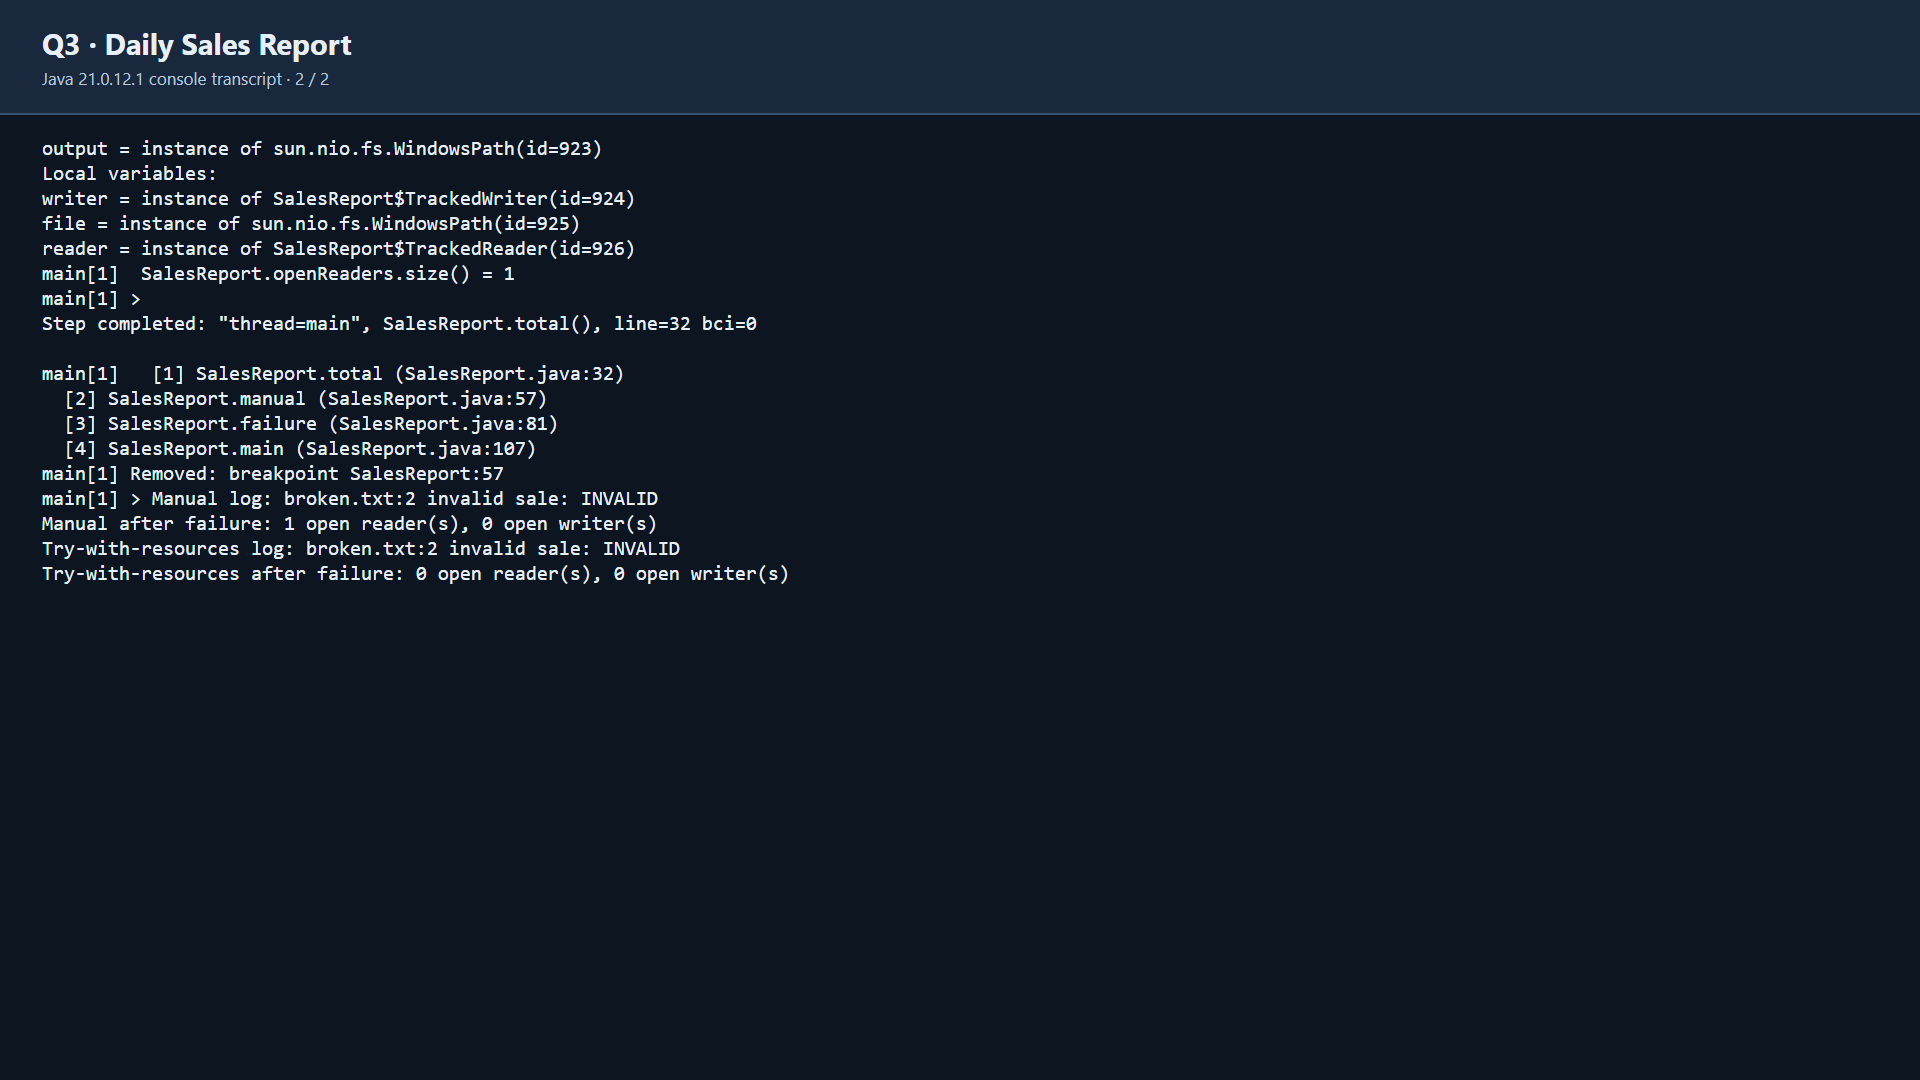 Q3 · Daily Sales Report
Java 21.0.12.1 console transcript · 2 / 2
output = instance of sun.nio.fs.WindowsPath(id=923)
Local variables:
writer = instance of SalesReport$TrackedWriter(id=924)
file = instance of sun.nio.fs.WindowsPath(id=925)
reader = instance of SalesReport$TrackedReader(id=926)
main[1]  SalesReport.openReaders.size() = 1
main[1] >
Step completed: "thread=main", SalesReport.total(), line=32 bci=0
main[1]   [1] SalesReport.total (SalesReport.java:32)
  [2] SalesReport.manual (SalesReport.java:57)
  [3] SalesReport.failure (SalesReport.java:81)
  [4] SalesReport.main (SalesReport.java:107)
main[1] Removed: breakpoint SalesReport:57
main[1] > Manual log: broken.txt:2 invalid sale: INVALID
Manual after failure: 1 open reader(s), 0 open writer(s)
Try-with-resources log: broken.txt:2 invalid sale: INVALID
Try-with-resources after failure: 0 open reader(s), 0 open writer(s)